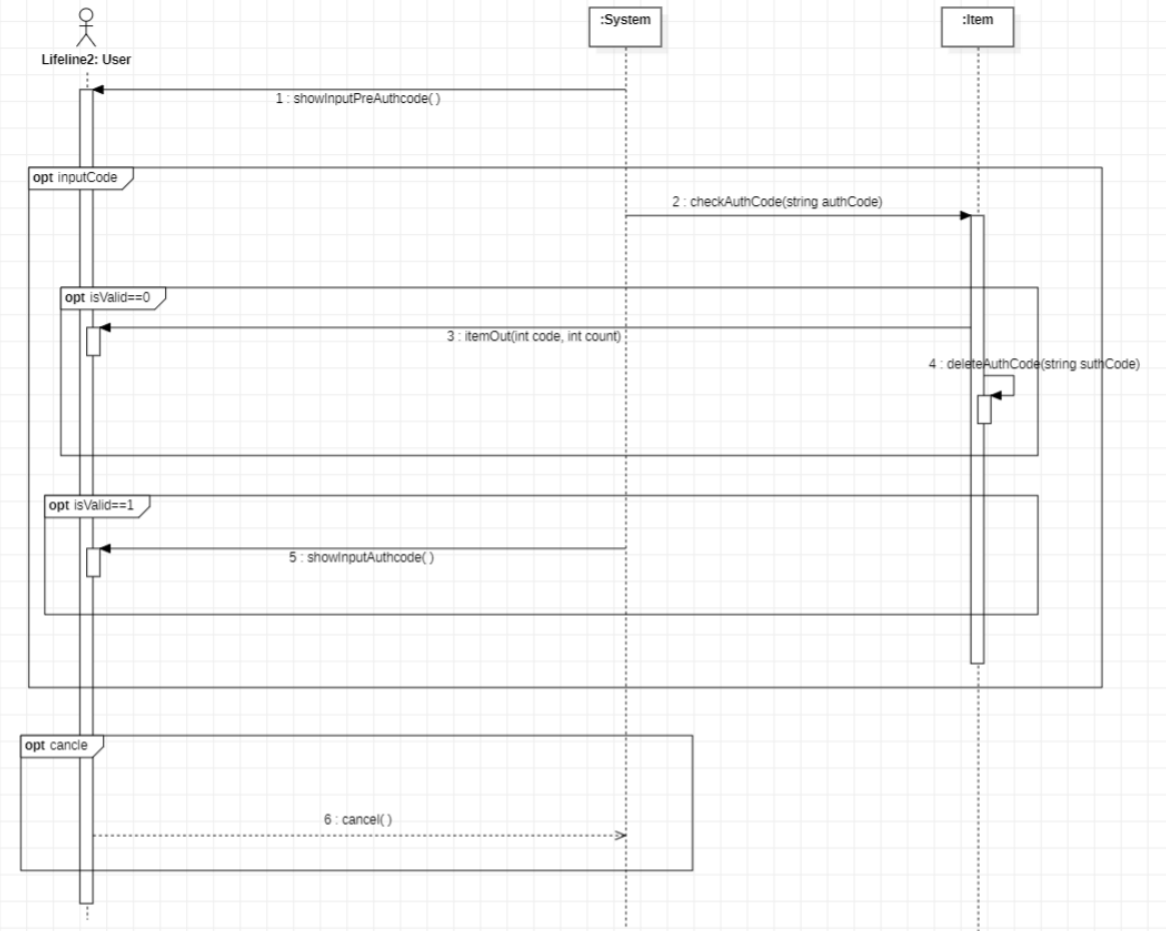 :System
:Item
Lifeline2: User
1 : showInputPreAuthcode( )
opt inputCode
2 : checkAuthCode(string authCode)
opt isValid==0
3 : itemOut(int code, int count)
4 : deleteAuthCode(string suthCode)
opt isValid==1
5 : showInputAuthcode( )
opt cancle
6 : cancel( )